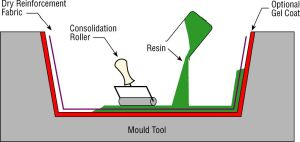 Dry Reinforcement
Fabric
Consolidation
Roller
Resin
Optional
Gel Coat
Mould Tool